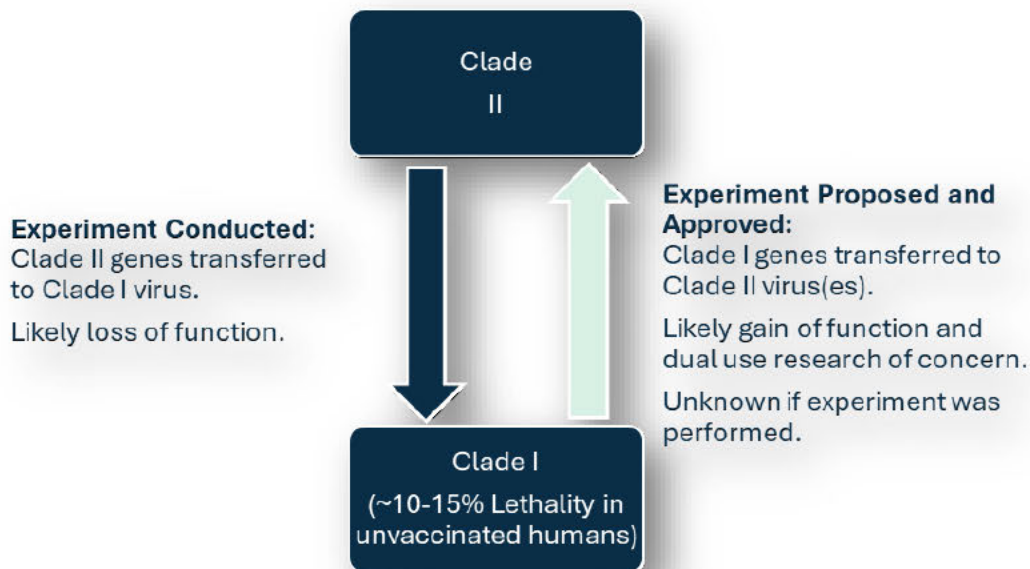 Clade
II
Experiment Conducted:
Clade II genes transferred
to Clade I virus.
Likely loss of function.
Experiment Proposed and
Approved:
Clade I genes transferred to
Clade II virus(es).
Likely gain of function and
dual use research of concern.
Unknown if experiment was
performed.
Clade I
(~10-15% Lethality in
unvaccinated humans)